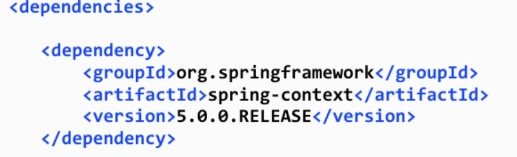 <dependencies>
<dependency>
<groupId>org.springframework</groupId>
<artifactId>spring-context</artifactId>
<version>5.0.0.RELEASE</version>
</dependency>